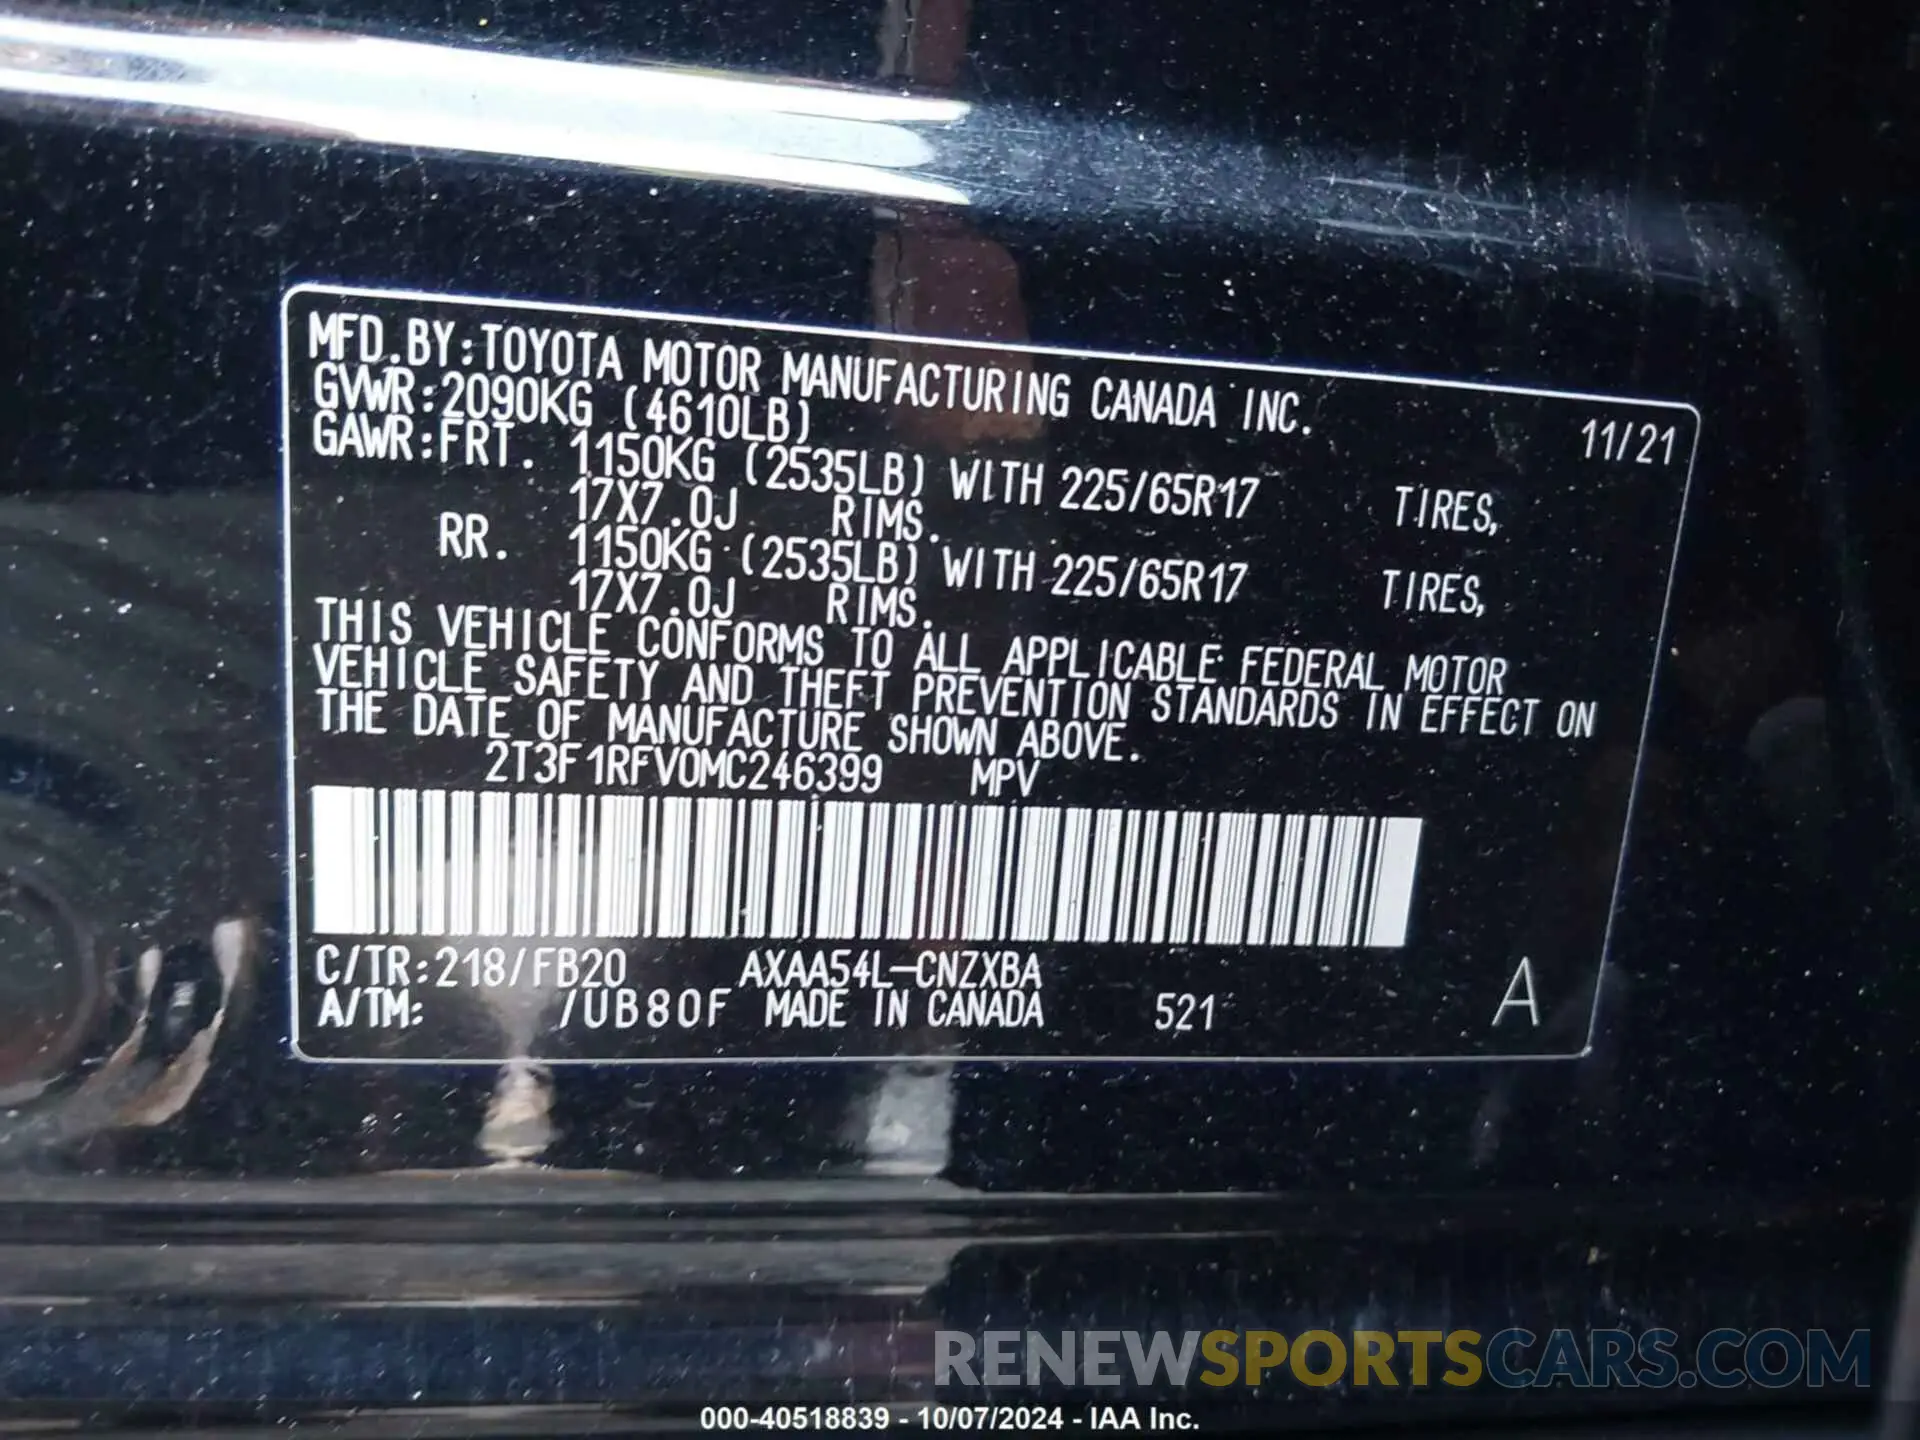 MFD.BY:TOYOTA MOTOR MANUFACTURING CANADA INC. 11/21
GVWR:2090KG (4610LB)
GAWR:FRT. 1150KG (2535LB) WITH 225/65R17 TIRES,
17X7.0J RIMS.
RR. 1150KG (2535LB) WITH 225/65R17 TIRES,
17X7.0J RIMS.
THIS VEHICLE CONFORMS TO ALL APPLICABLE FEDERAL MOTOR
VEHICLE SAFETY AND THEFT PREVENTION STANDARDS IN EFFECT ON
THE DATE OF MANUFACTURE SHOWN ABOVE.
2T3F1RFV0MC246399 MPV
C/TR:218/FB20 AXAA54L-CNZXBA
A/TM: /UB80F MADE IN CANADA 521 A
RENEWSPORTSCARS.COM
000-40518839 - 10/07/2024 - IAA Inc.